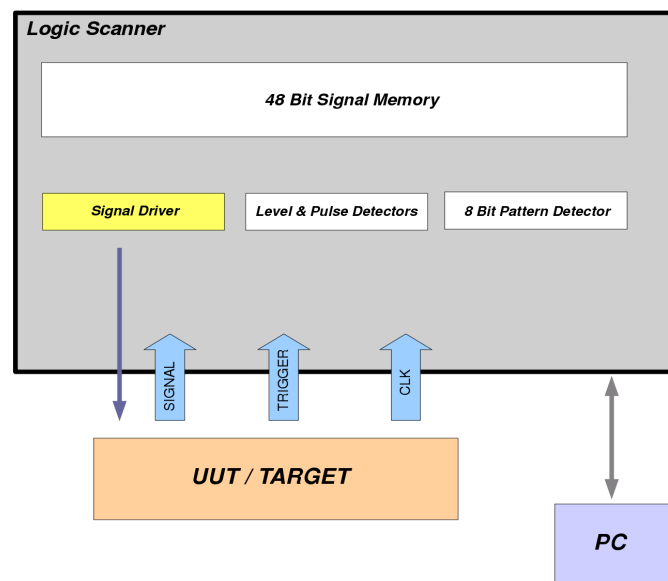 Logic Scanner
48 Bit Signal Memory
Signal Driver
Level & Pulse Detectors
8 Bit Pattern Detector
SIGNAL
TRIGGER
CLK
UUT / TARGET
PC